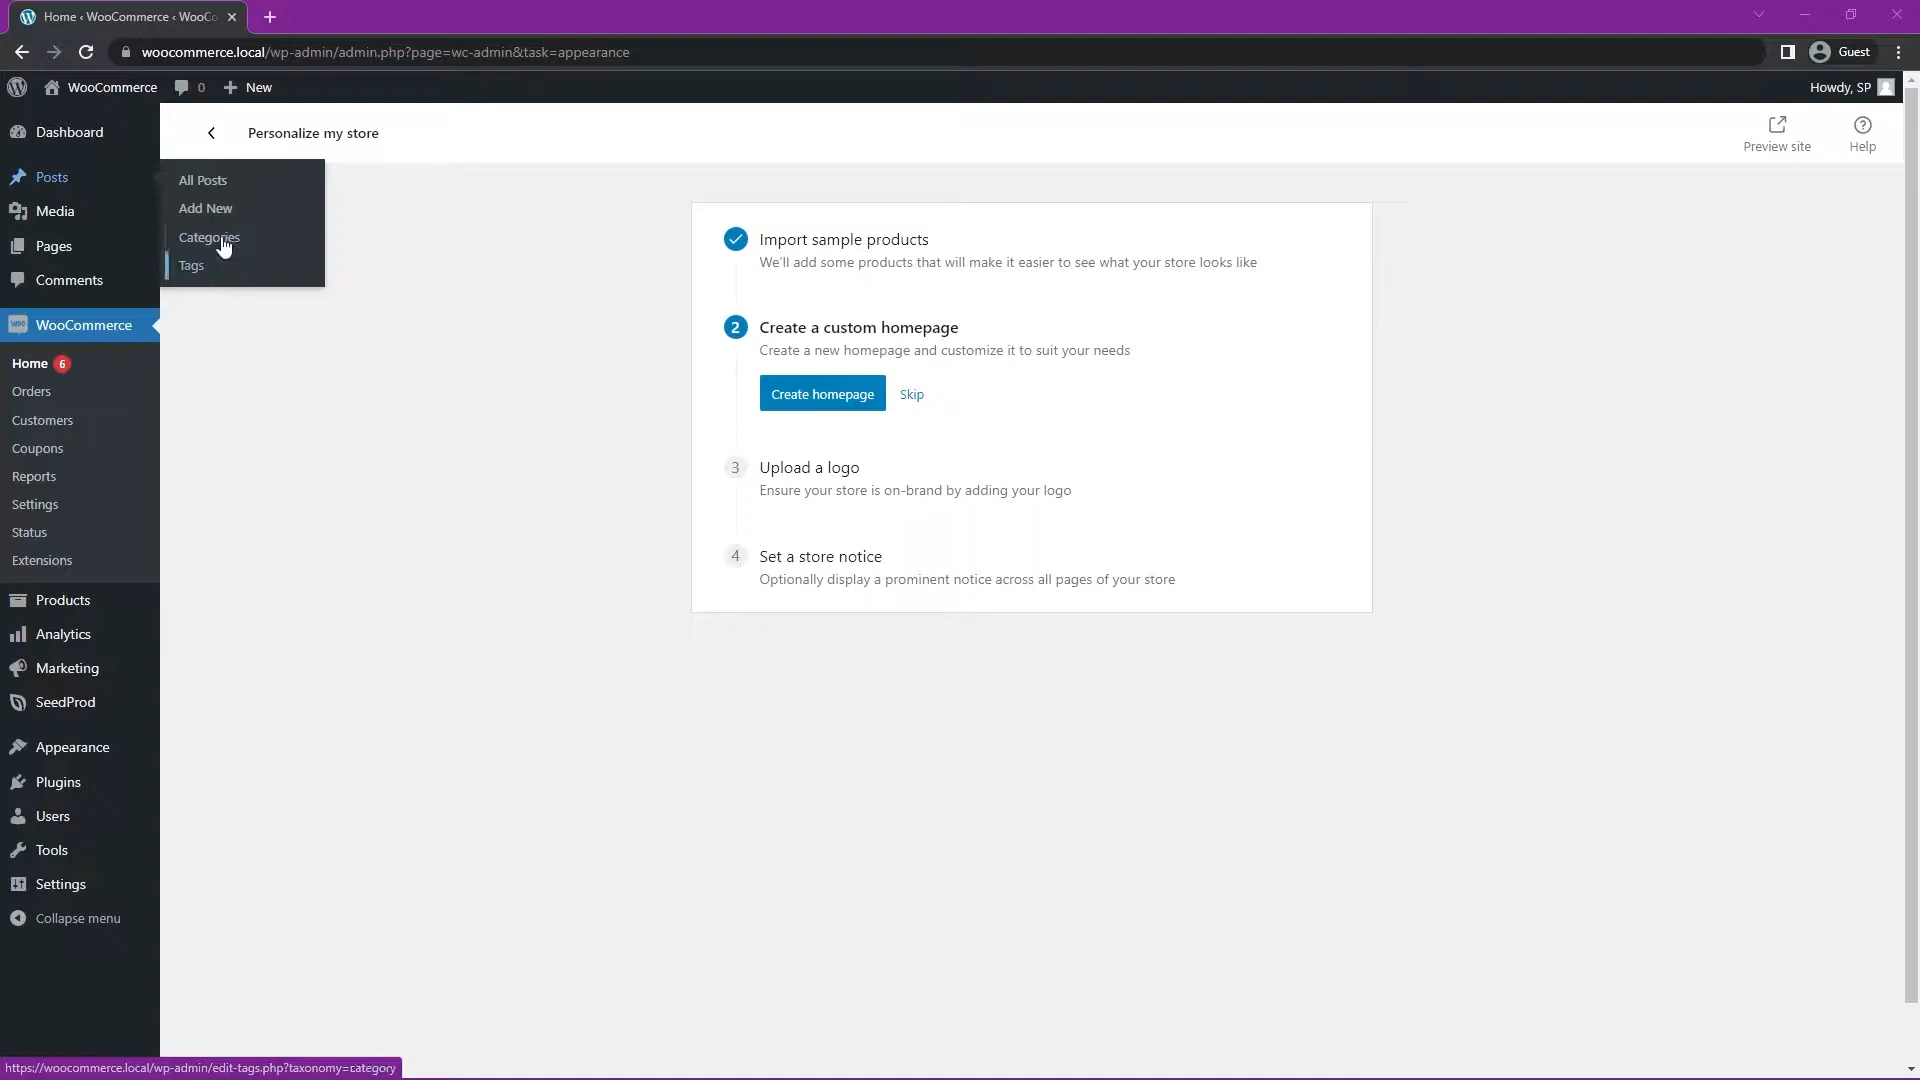 Home ‹ WooCommerce ‹ WooCo
woocommerce.local/wp-admin/admin.php?page=wc-admin&task=appearance
Guest
WooCommerce
0
New
Howdy, SP
Dashboard
Personalize my store
Preview site
Help
Posts
Media
Pages
Comments
All Posts
Add New
Categories
Tags
WooCommerce
Home 6
Orders
Customers
Coupons
Reports
Settings
Status
Extensions
Products
Analytics
Marketing
SeedProd
Appearance
Plugins
Users
Tools
Settings
Collapse menu
Import sample products
We'll add some products that will make it easier to see what your store looks like
2
Create a custom homepage
Create a new homepage and customize it to suit your needs
Create homepage
Skip
3
Upload a logo
Ensure your store is on-brand by adding your logo
4
Set a store notice
Optionally display a prominent notice across all pages of your store
https://woocommerce.local/wp-admin/edit-tags.php?taxonomy=category